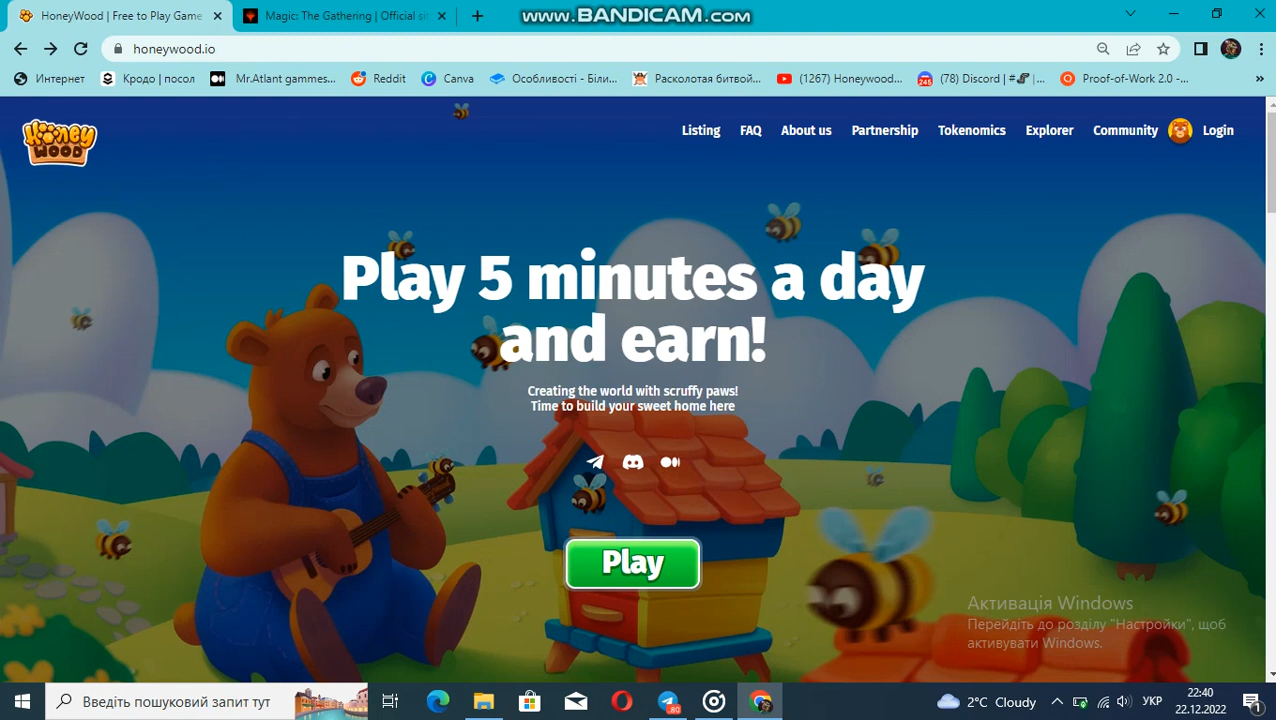 HoneyWood | Free to Play Game
Magic: The Gathering | Official sit
www.BANDICAM.com
honeywood.io
Интернет
Кродо | посол
Mr.Atlant gammes...
Reddit
Canva
Особливості - Біли...
Расколотая битвой...
(1267) Honeywood...
(78) Discord | #
Proof-of-Work 2.0 -...
»
Honey
WOOD
Listing
FAQ
About us
Partnership
Tokenomics
Explorer
Community
Login
Play 5 minutes a day
and earn!
Creating the world with scruffy paws!
Time to build your sweet home here
Play
Активація Windows
Перейдіть до розділу "Настройки", щоб
активувати Windows.
Введіть пошуковий запит тут
80
2°C Cloudy
УКР
22:40
22.12.2022
1